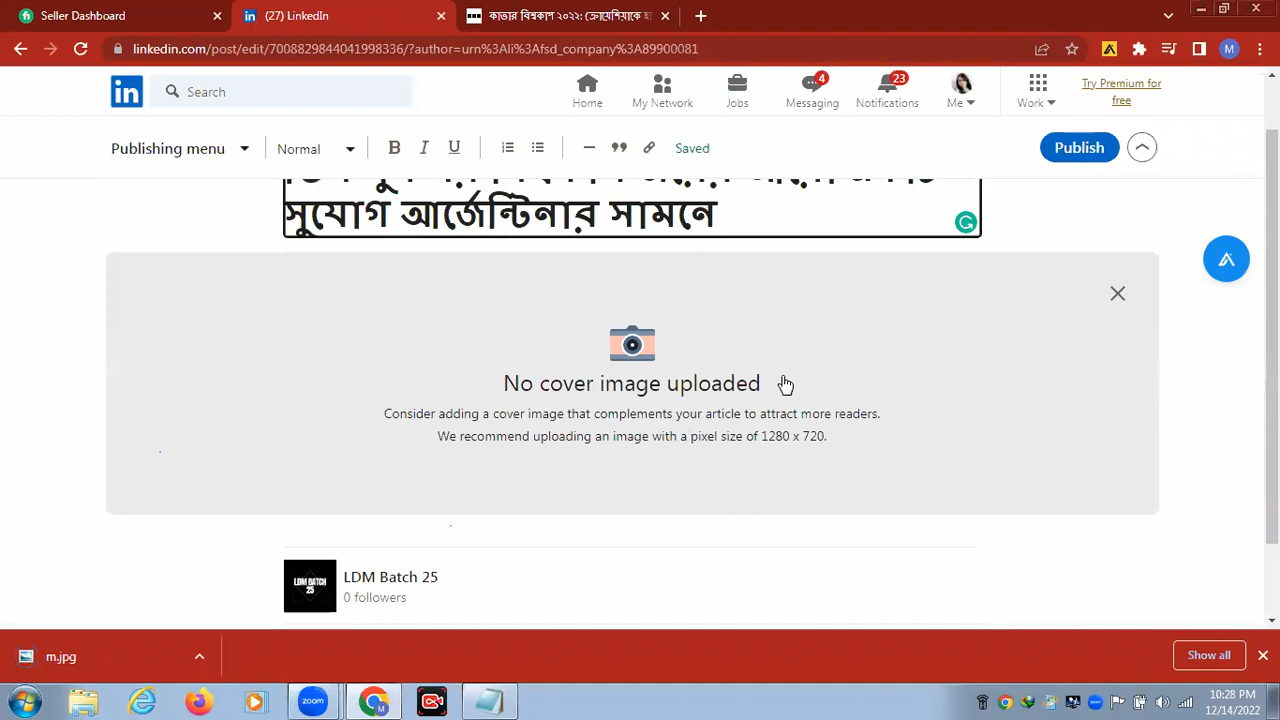 Seller Dashboard
(27) LinkedIn
কাতার বিশ্বকাপ ২০২২: ক্রোয়েশিয়াকে হা
linkedin.com/post/edit/7008829844041998336/?author=urn%3Ali%3Afsd_company%3A89900081
M
in
Search
Home
My Network
Jobs
4
Messaging
23
Notifications
Me
Work
Try Premium for
free
Publishing menu
Normal
B I U
Saved
Publish
সুযোগ আর্জেন্টিনার সামনে
No cover image uploaded
Consider adding a cover image that complements your article to attract more readers.
We recommend uploading an image with a pixel size of 1280 x 720.
LDM BATCH
25
LDM Batch 25
0 followers
m.jpg
Show all
zoom
M
10:28 PM
12/14/2022